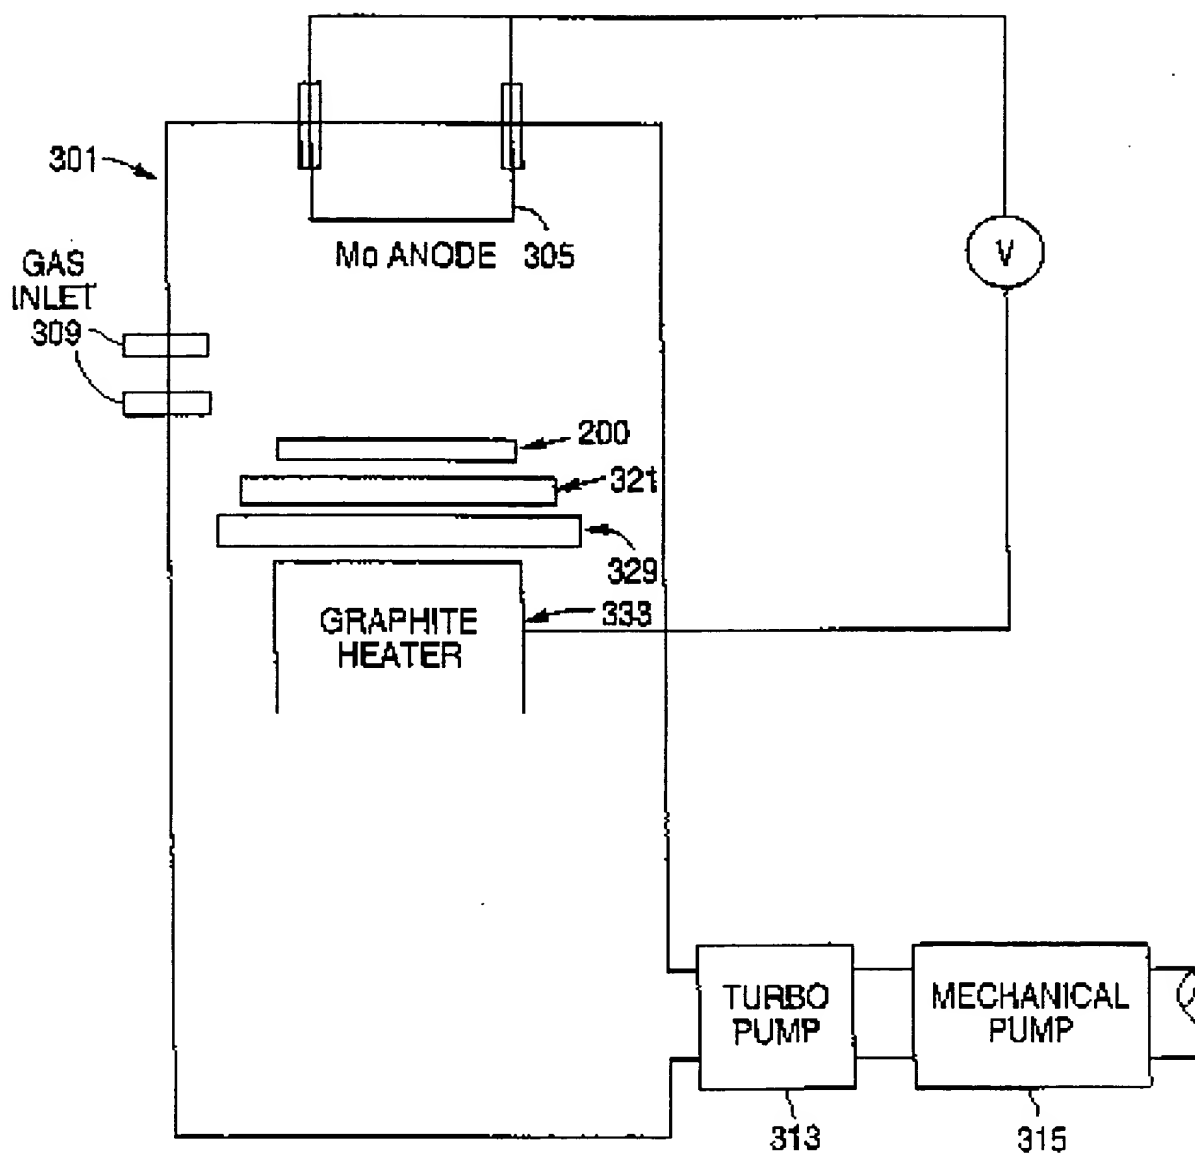 301
Mo ANODE 305
V
GAS
INLET
309
200
321
329
333
GRAPHITE
HEATER
TURBO
PUMP
MECHANICAL
PUMP
313
315